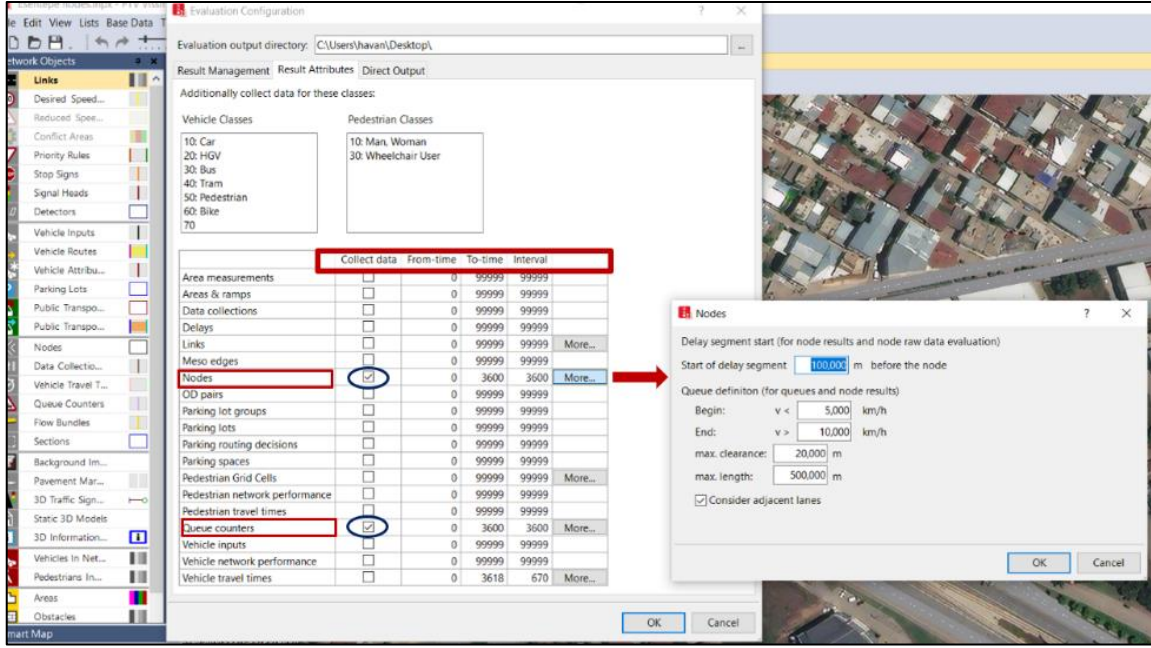 Evaluation Configuration
Edit View Lists Base Data
Evaluation output directory: C:\Users\havan\Desktop\
...
Network Objects
Result Management Result Attributes Direct Output
Links
Desired Speed...
Reduced Spee...
Conflict Areas
Priority Rules
Stop Signs
Signal Heads
Detectors
Vehicle Inputs
Vehicle Routes
Vehicle Attribu...
Parking Lots
Public Transpo...
Public Transpo...
Nodes
Data Collectio...
Vehicle Travel T...
Queue Counters
Flow Bundles
Sections
Background Im...
Pavement Mar...
3D Traffic Sign...
Static 3D Models
3D Information...
Vehicles In Net...
Pedestrians In...
Areas
Obstacles
Smart Map
Additionally collect data for these classes:
Vehicle Classes
10: Car
20: HGV
30: Bus
40: Tram
50: Pedestrian
60: Bike
70
Pedestrian Classes
10: Man, Woman
30: Wheelchair User
Collect data From-time To-time Interval
Area measurements 0 99999 99999
Areas & ramps 0 99999 99999
Data collections 0 99999 99999
Delays 0 99999 99999
Links 0 99999 99999 More...
Meso edges 0 99999 99999
Nodes 0 3600 3600 More...
OD pairs 0 99999 99999
Parking lot groups 0 99999 99999
Parking lots 0 99999 99999
Parking routing decisions 0 99999 99999
Parking spaces 0 99999 99999
Pedestrian Grid Cells 0 99999 99999 More...
Pedestrian network performance 0 99999 99999
Pedestrian travel times 0 99999 99999
Queue counters 0 3600 3600 More...
Vehicle inputs 0 99999 99999
Vehicle network performance 0 99999 99999
Vehicle travel times 0 3618 670 More...
OK Cancel
Nodes ?
Delay segment start (for node results and node raw data evaluation)
Start of delay segment 100,000 m before the node
Queue definiton (for queues and node results)
Begin: v < 5,000 km/h
End: v > 10,000 km/h
max. clearance: 20,000 m
max. length: 500,000 m
Consider adjacent lanes
OK Cancel